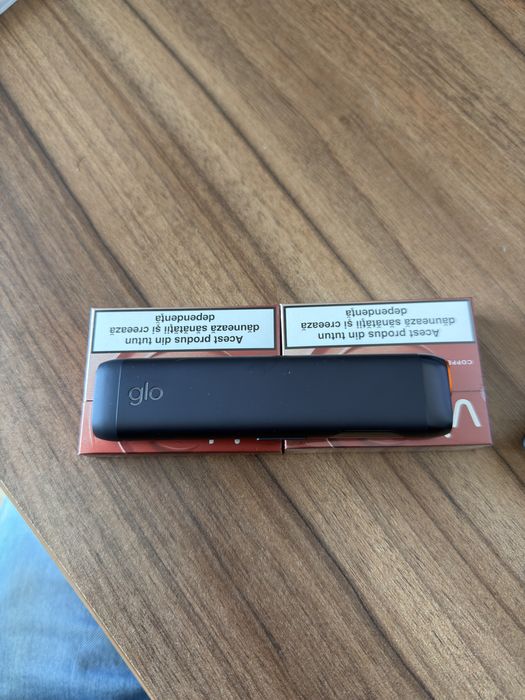 Acest produs din tutun
dăunează sănătății și creează
dependență
Acest produs din tutun
dăunează sănătății și creează
dependență
glo